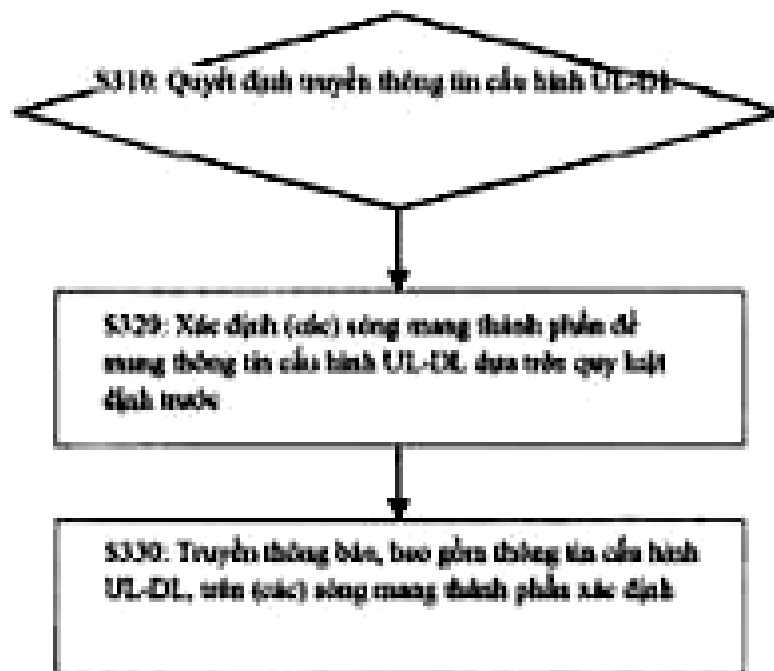 S310: Quyết định truyền thông tin cấu hình UL-DL
S320: Xác định (các) sóng mang thành phần để
mang thông tin cấu hình UL-DL dựa trên quy luật
định trước
S330: Truyền thông báo, bao gồm thông tin cấu hình
UL-DL, trên (các) sóng mang thành phần xác định